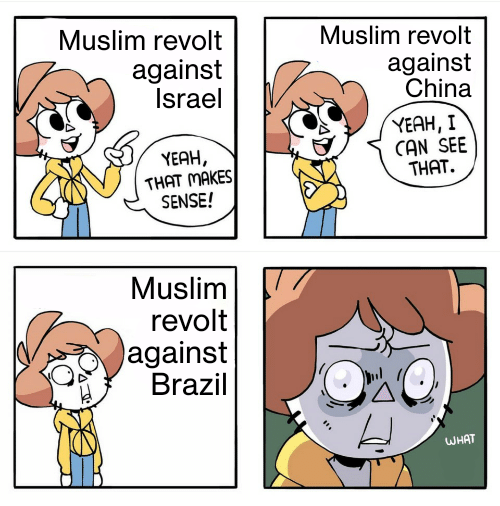 Muslim revolt
against
Israel
YEAH,
THAT MAKES
SENSE!
Muslim revolt
against
China
YEAH, I
CAN SEE
THAT.
Muslim
revolt
against
Brazil
WHAT